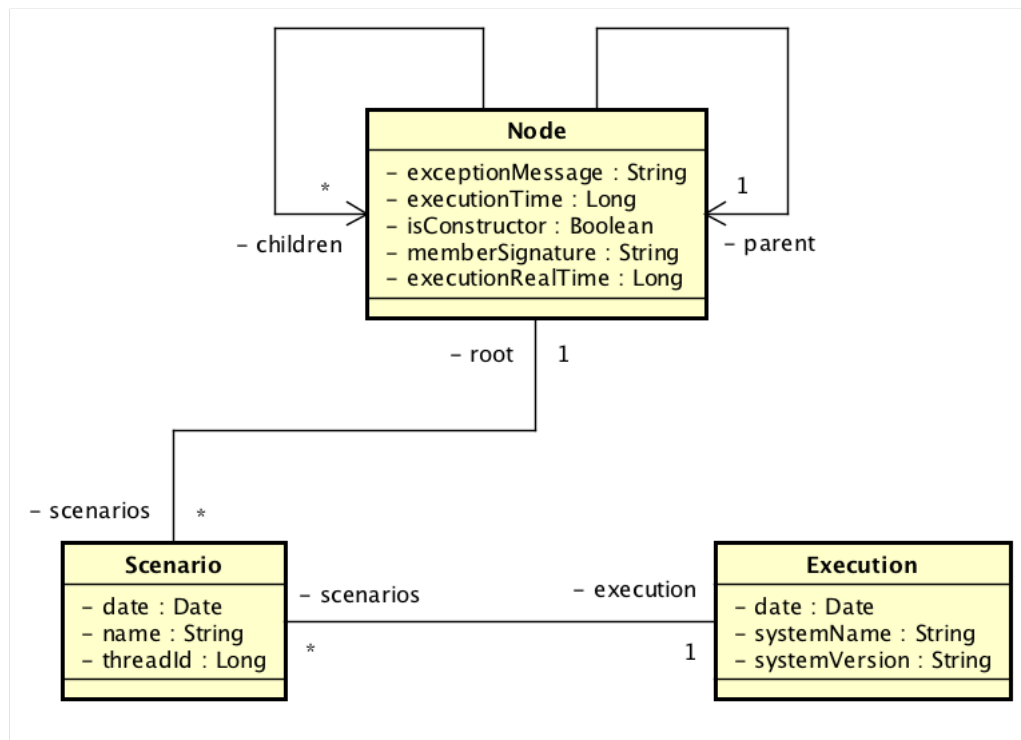 Node
- exceptionMessage : String
- executionTime : Long
- isConstructor : Boolean
- memberSignature : String
- executionRealTime : Long
*
- children
1
- parent
- root 1
- scenarios *
Scenario
- date : Date
- name : String
- threadId : Long
- scenarios
*
- execution
1
Execution
- date : Date
- systemName : String
- systemVersion : String